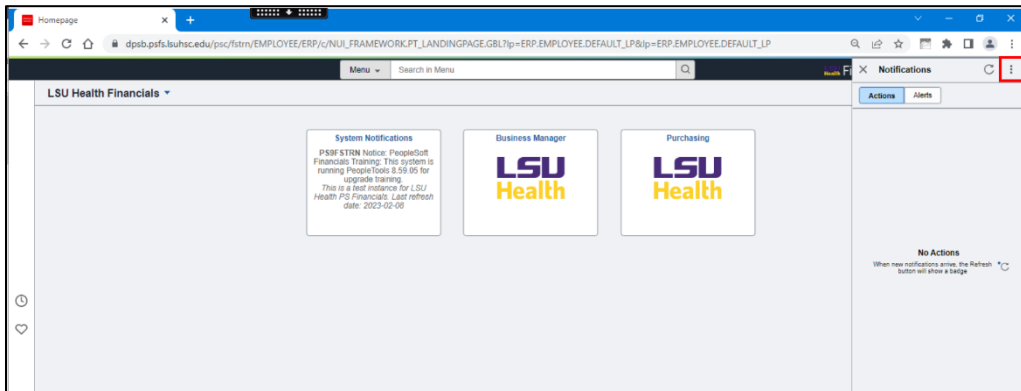 Homepage
dpsb.psfs.lsuhsc.edu/psc/fstrn/EMPLOYEE/ERP/c/NUI_FRAMEWORK.PT_LANDINGPAGE.GBL?lp=ERP.EMPLOYEE.DEFAULT_LP&lp=ERP.EMPLOYEE.DEFAULT_LP
Menu
Search in Menu
Notifications
LSU Health Financials
Actions
Alerts
System Notifications
PS9FSTRN Notice: PeopleSoft
Financials Training: This system is
running PeopleTools 8.59.05 for
upgrade training.
This is a test instance for LSU
Health PS Financials. Last refresh
date: 2023-02-08
Business Manager
LSU
Health
Purchasing
LSU
Health
No Actions
When new notifications arrive, the Refresh
button will show a badge